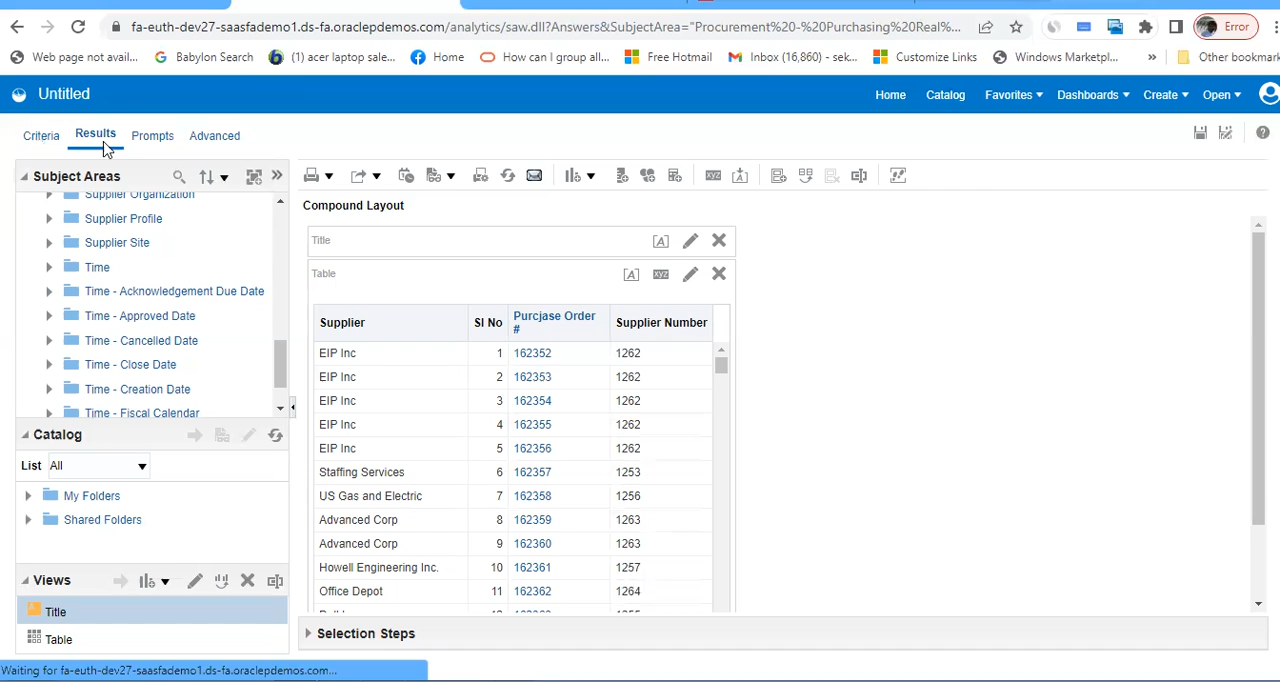 fa-euth-dev27-saasfademo1.ds-fa.oraclepdemos.com/analytics/saw.dll?Answers&SubjectArea="Procurement%20-%20Purchasing%20Real%... Error
Web page not avail... Babylon Search (1) acer laptop sale... Home How can I group all... Free Hotmail Inbox (16,860) - sek... Customize Links Windows Marketpl... » Other bookmark
Untitled Home Catalog Favorites Dashboards Create Open
Criteria Results Prompts Advanced
Subject Areas
Supplier Organization
Supplier Profile
Supplier Site
Time
Time - Acknowledgement Due Date
Time - Approved Date
Time - Cancelled Date
Time - Close Date
Time - Creation Date
Time - Fiscal Calendar
Catalog
List All
My Folders
Shared Folders
Views
Title
Table
Compound Layout
Title
Table
Supplier Sl No Purcjase Order # Supplier Number
EIP Inc 1 162352 1262
EIP Inc 2 162353 1262
EIP Inc 3 162354 1262
EIP Inc 4 162355 1262
EIP Inc 5 162356 1262
Staffing Services 6 162357 1253
US Gas and Electric 7 162358 1256
Advanced Corp 8 162359 1263
Advanced Corp 9 162360 1263
Howell Engineering Inc. 10 162361 1257
Office Depot 11 162362 1264
Selection Steps
Waiting for fa-euth-dev27-saasfademo1.ds-fa.oraclepdemos.com...